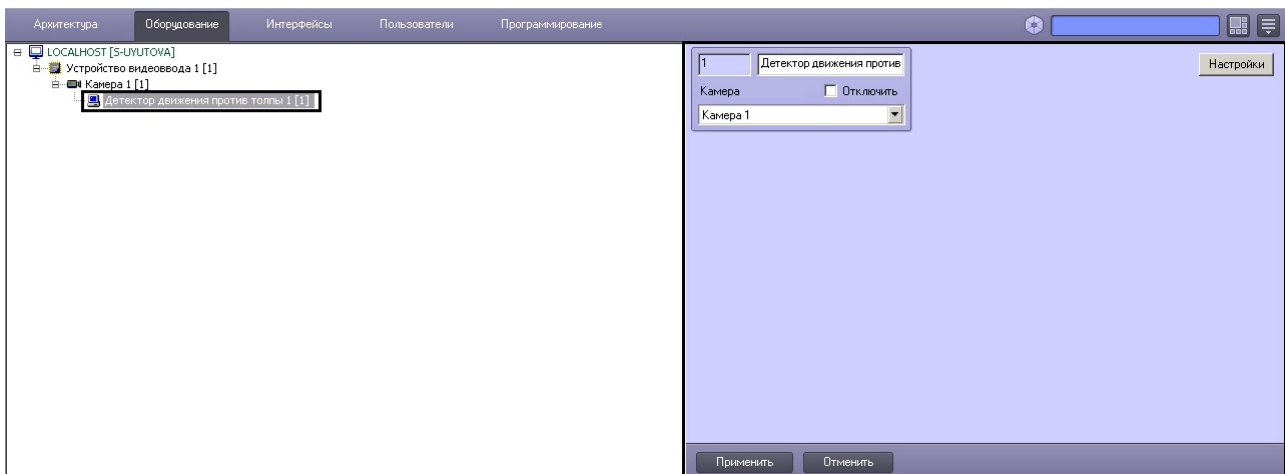 Архитектура Оборудование Интерфейсы Пользователи Программирование
LOCALHOST [S-UYUTOVA]
Устройство видеоввода 1 [1]
Камера 1 [1]
Детектор движения против толпы 1 [1]
1 Детектор движения против
Настройки
Камера Отключить
Камера 1
Применить Отменить